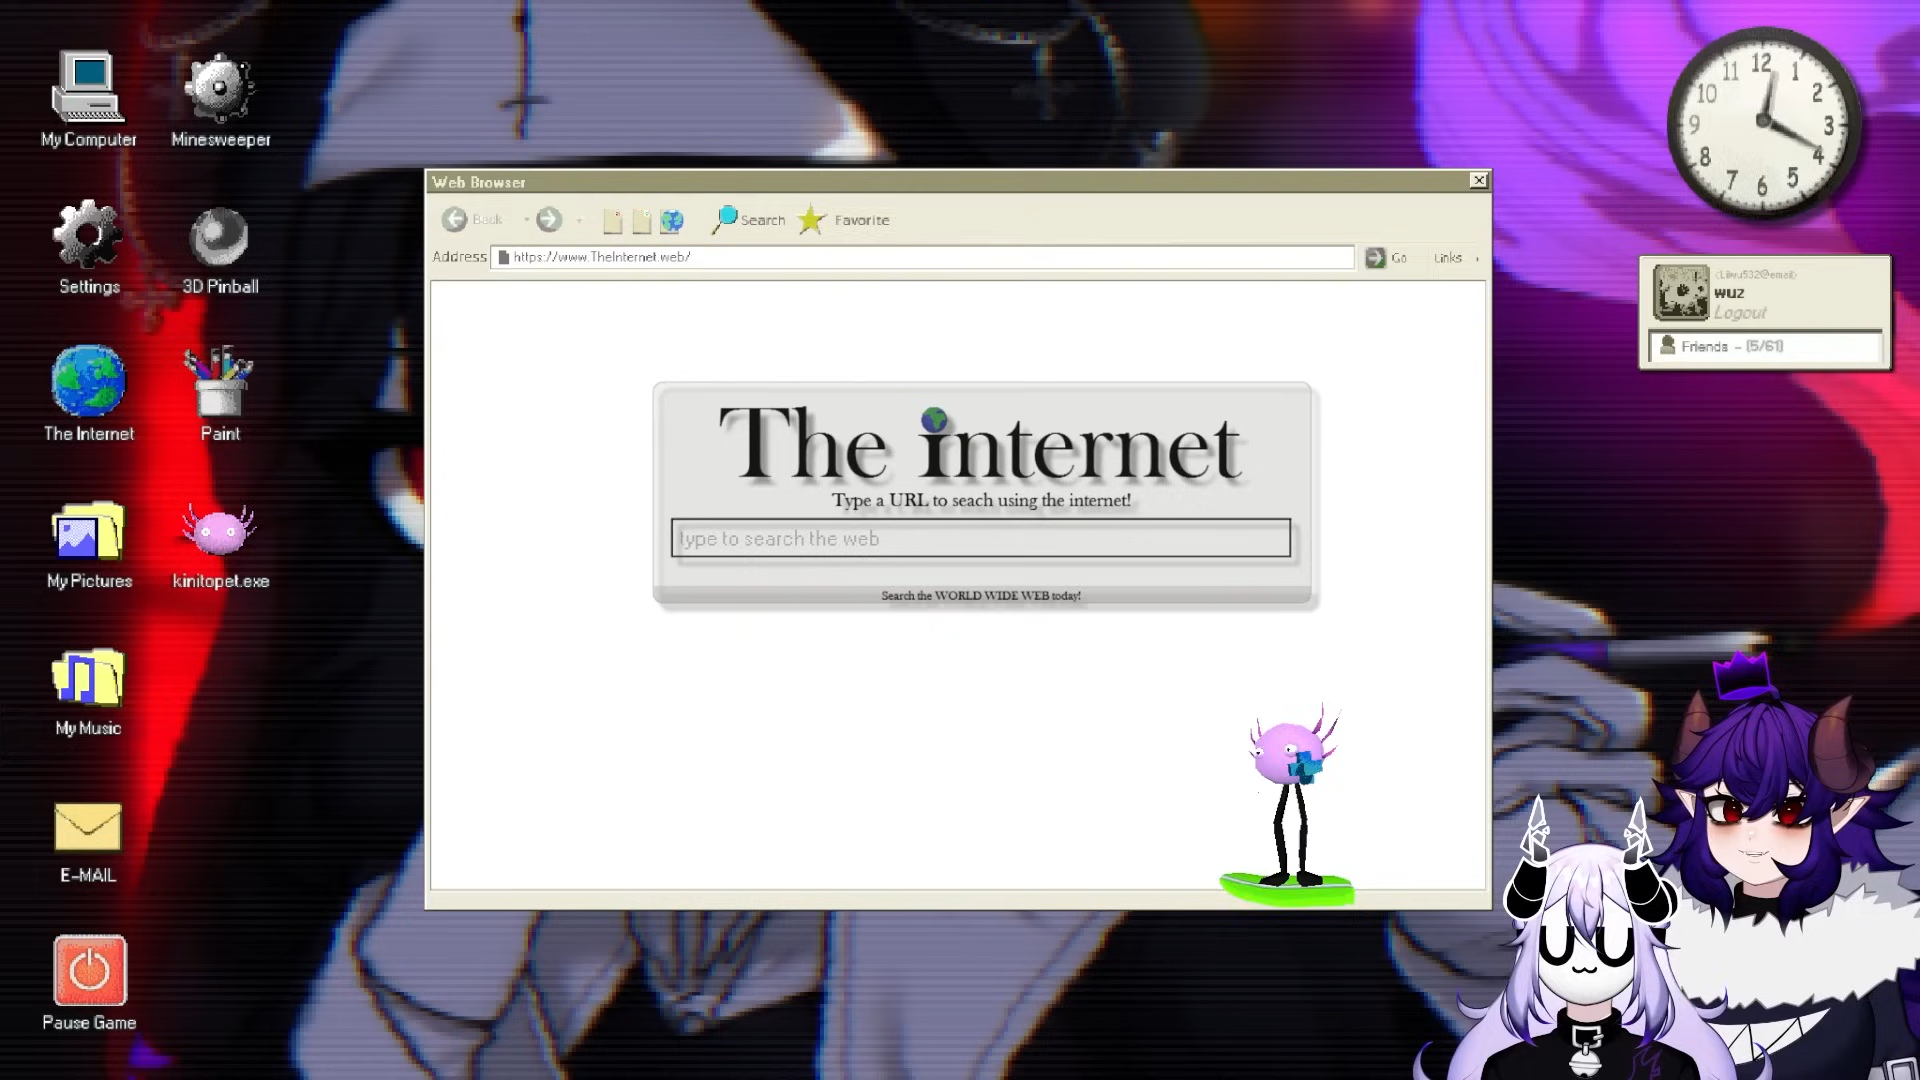 My Computer
Minesweeper
Settings
3D Pinball
The Internet
Paint
My Pictures
kinitopet.exe
My Music
E-MAIL
Pause Game
Web Browser
Back
Search
Favorite
Address
https://www.TheInternet.web/
Go
Links
The internet
Type a URL to seach using the internet!
type to search the web
Search the WORLD WIDE WEB today!
12
1
2
3
4
5
6
7
8
9
10
11
wuz
Logout
Friends - (5/61)